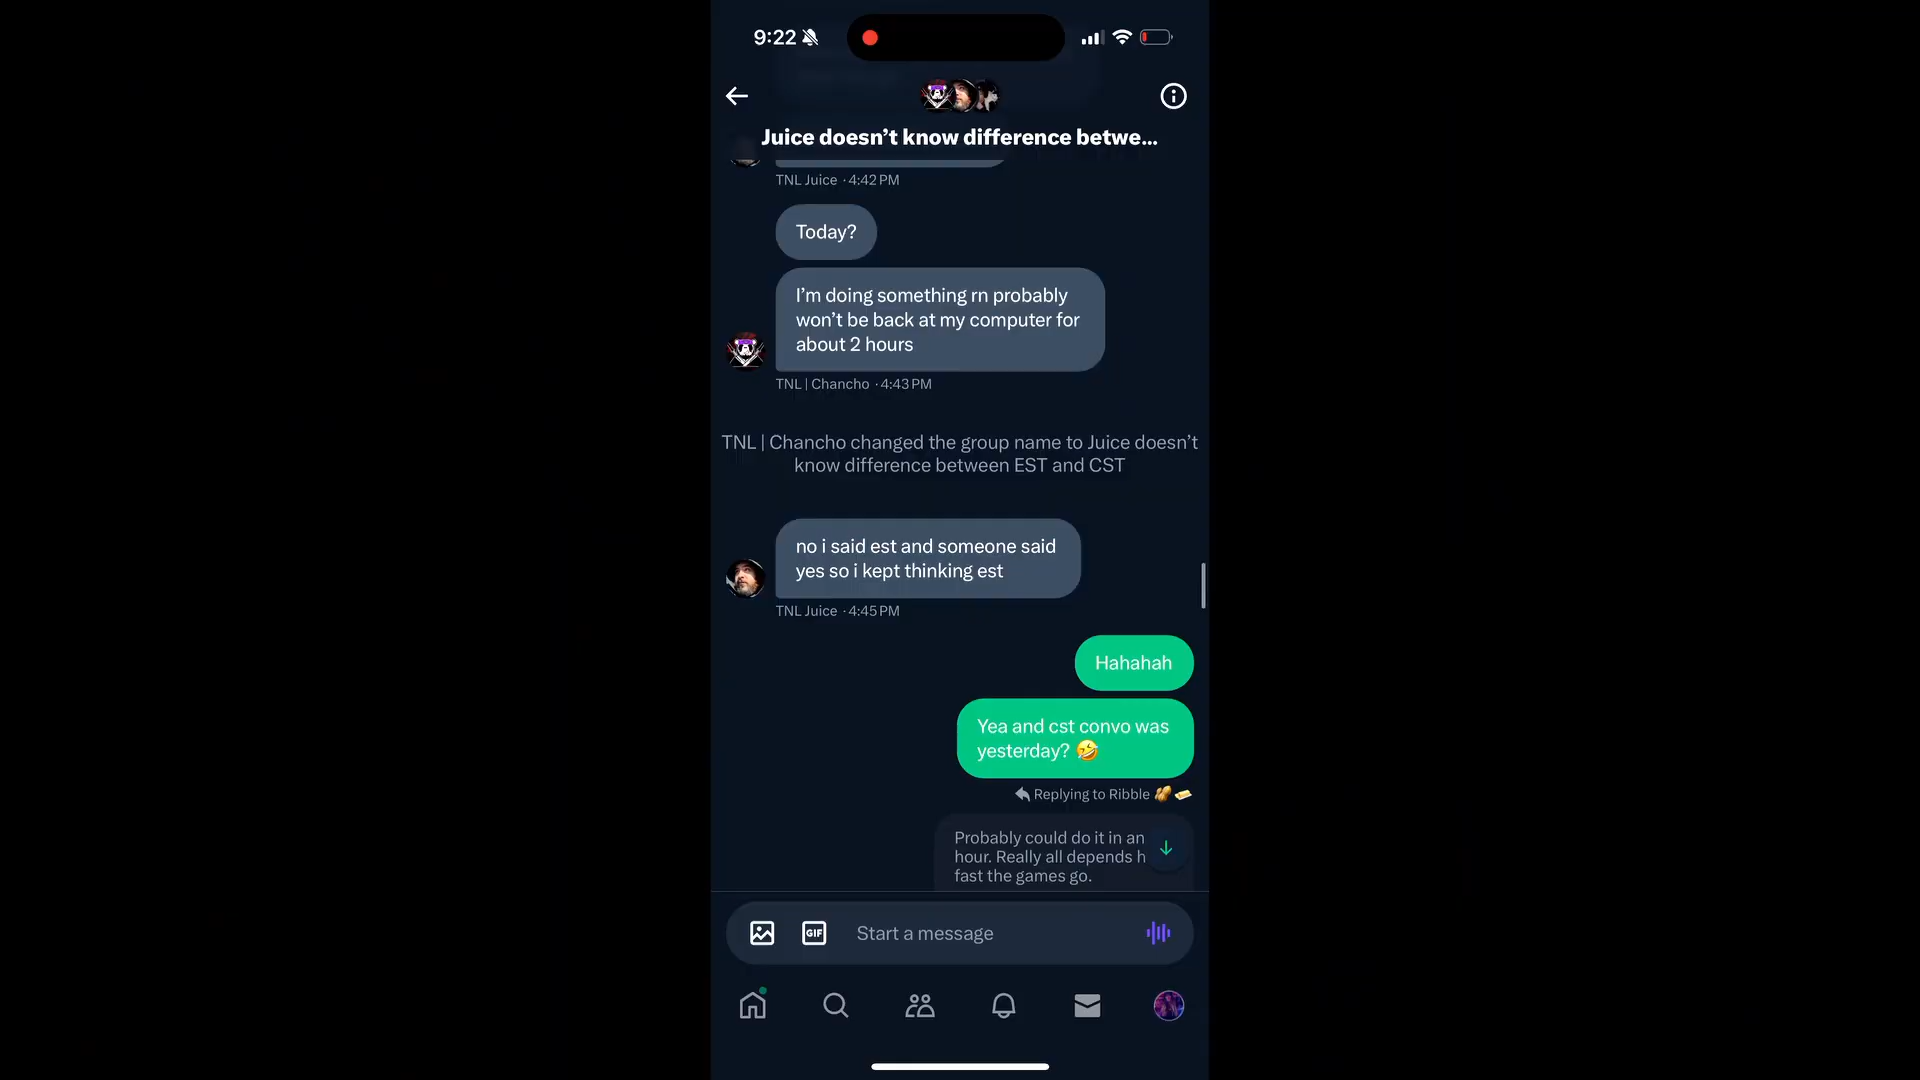 9:22
Juice doesn’t know difference betwe...
TNL Juice · 4:42 PM
Today?
I’m doing something rn probably
won’t be back at my computer for
about 2 hours
TNL | Chancho · 4:43 PM
TNL | Chancho changed the group name to Juice doesn’t
know difference between EST and CST
no i said est and someone said
yes so i kept thinking est
TNL Juice · 4:45 PM
Hahahah
Yea and cst convo was
yesterday? 🤣
Replying to Ribble 🥜🧈
Probably could do it in an
hour. Really all depends h
fast the games go.
GIF
Start a message